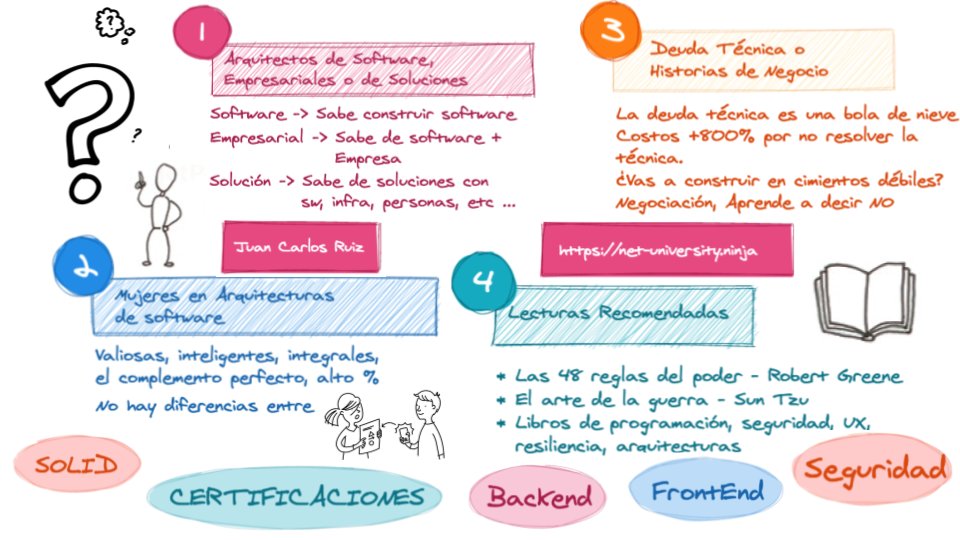 ?
?
?
1
Arquitectos de Software,
Empresariales o de Soluciones
Software -> Sabe construir software
Empresarial -> Sabe de software +
Empresa
Solución -> Sabe de soluciones con
sw, infra, personas, etc ...
Juan Carlos Ruiz
2
Mujeres en Arquitecturas
de software
Valiosas, inteligentes, integrales,
el complemento perfecto, alto %
No hay diferencias entre
3
Deuda Técnica o
Historias de Negocio
La deuda técnica es una bola de nieve
Costos +800% por no resolver la
técnica.
¿Vas a construir en cimientos débiles?
Negociación, Aprende a decir NO
https://net-university.ninja
4
Lecturas Recomendadas
* Las 48 reglas del poder - Robert Greene
* El arte de la guerra - Sun Tzu
* Libros de programación, seguridad, UX,
resiliencia, arquitecturas
SOLID
CERTIFICACIONES
Backend
FrontEnd
Seguridad